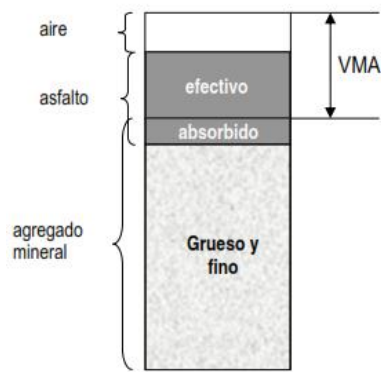 aire
VMA
asfalto
efectivo
absorbido
agregado
mineral
Grueso y
fino